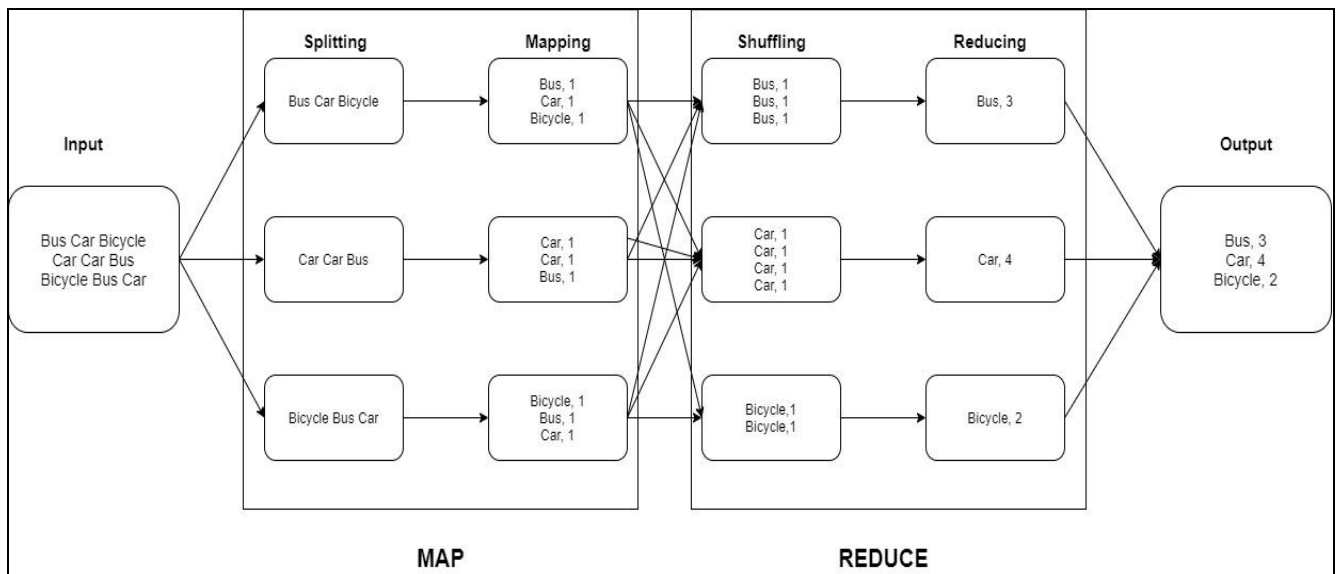 Splitting
Mapping
Shuffling
Reducing
Input
Output
Bus Car Bicycle
Car Car Bus
Bicycle Bus Car
Bus Car Bicycle
Bus, 1
Car, 1
Bicycle, 1
Bus, 1
Bus, 1
Bus, 1
Bus, 3
Car Car Bus
Car, 1
Car, 1
Bus, 1
Car, 1
Car, 1
Car, 1
Car, 1
Car, 4
Bicycle Bus Car
Bicycle, 1
Bus, 1
Car, 1
Bicycle,1
Bicycle,1
Bicycle, 2
Bus, 3
Car, 4
Bicycle, 2
MAP
REDUCE